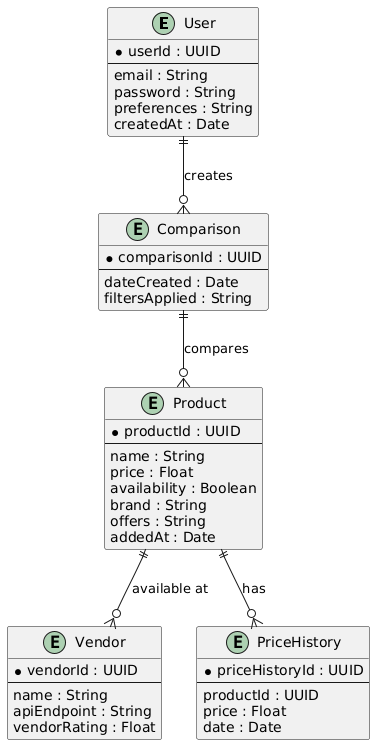 E User
* userId : UUID
email : String
password : String
preferences : String
createdAt : Date
creates
E Comparison
* comparisonId : UUID
dateCreated : Date
filtersApplied : String
compares
E Product
* productId : UUID
name : String
price : Float
availability : Boolean
brand : String
offers : String
addedAt : Date
available at
has
E Vendor
* vendorId : UUID
name : String
apiEndpoint : String
vendorRating : Float
E PriceHistory
* priceHistoryId : UUID
productId : UUID
price : Float
date : Date